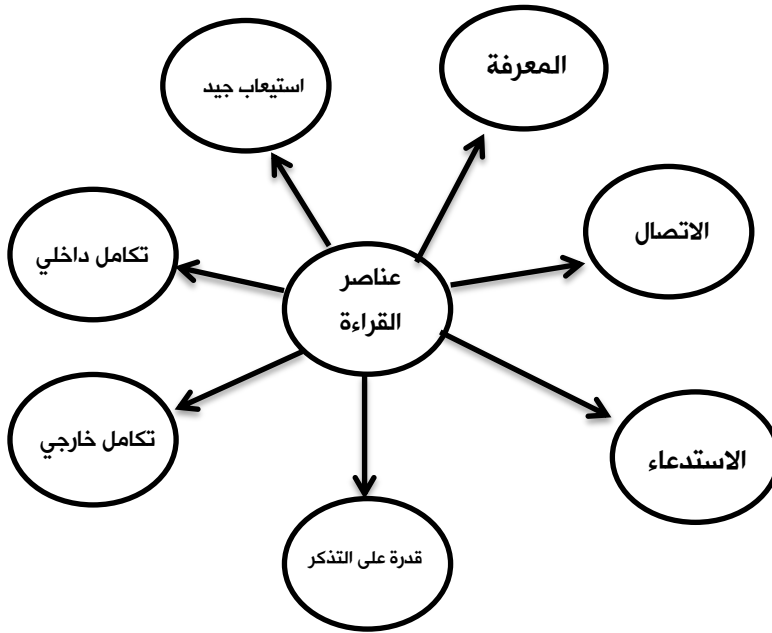 المعرفة
استيعاب جيد
الاتصال
تكامل داخلي
عناصر
القراءة
تكامل خارجي
الاستدعاء
قدرة على التذكر